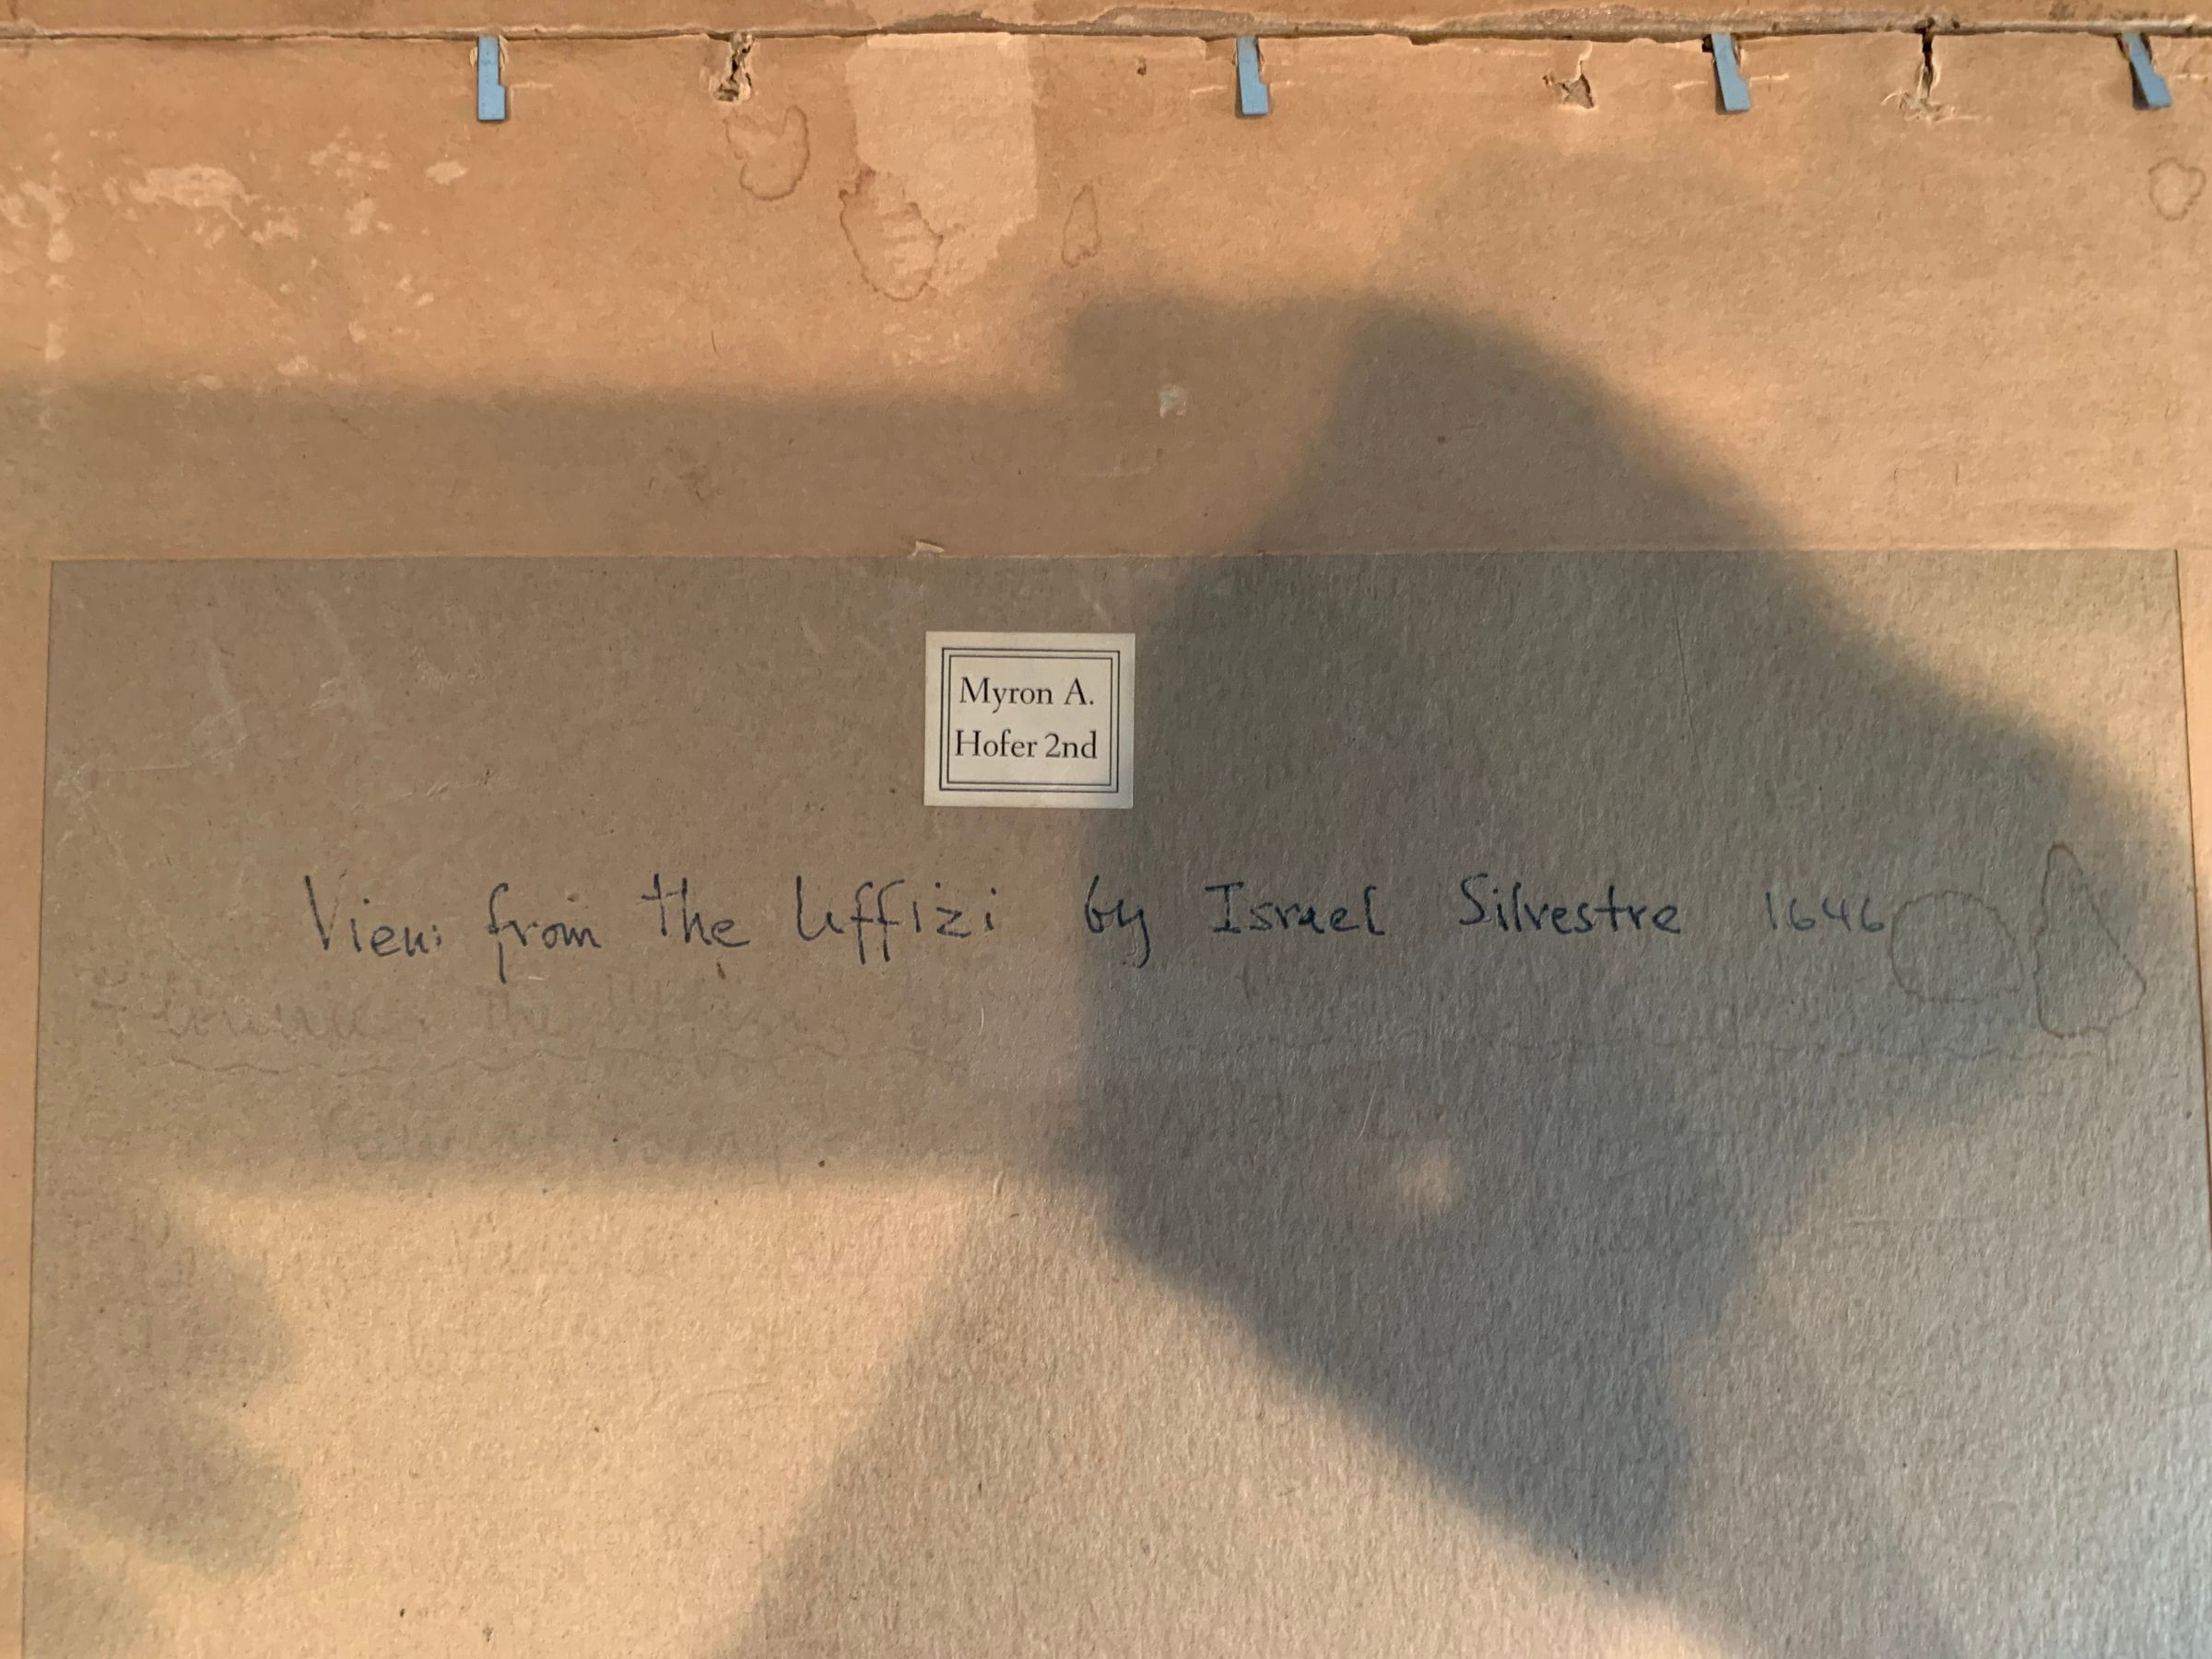 Myron A.
Hofer 2nd
View from the Uffizi by Israel Silvestre 1646